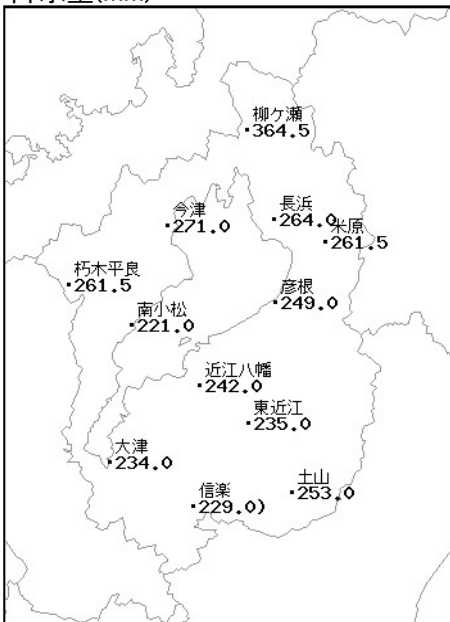 柳ケ瀬
364.5
長浜
264.0
今津
271.0
米原
261.5
朽木平良
261.5
彦根
249.0
南小松
221.0
近江八幡
242.0
東近江
235.0
大津
234.0
土山
253.0
信楽
229.0)